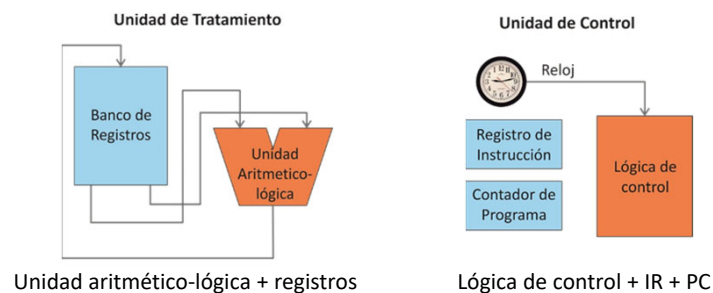 Unidad de Tratamiento
Banco de
Registros
Unidad
Aritmetico-
lógica
Unidad aritmético-lógica + registros
Unidad de Control
Reloj
Registro de
Instrucción
Contador de
Programa
Lógica de
control
Lógica de control + IR + PC